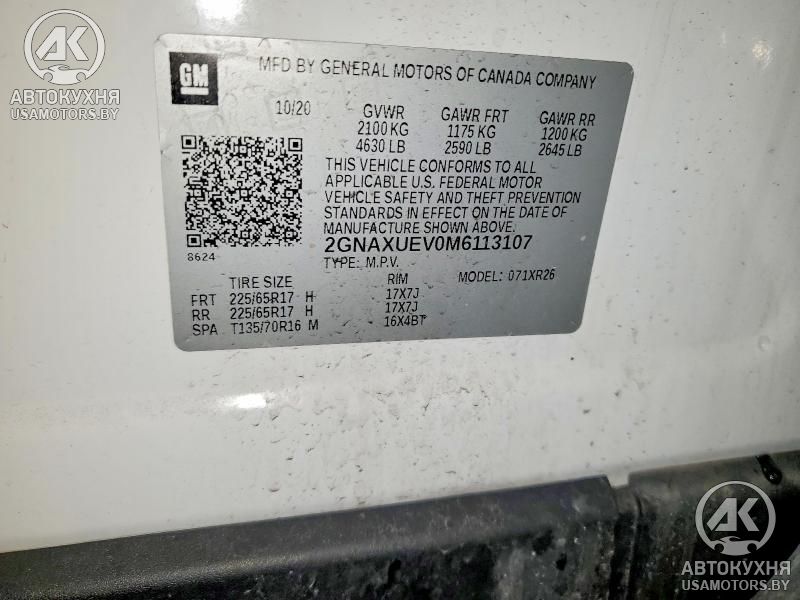 AK
АВТОКУХНЯ
USAMOTORS.BY
GM
MFD BY GENERAL MOTORS OF CANADA COMPANY
10/20 GVWR GAWR FRT GAWR RR
2100 KG 1175 KG 1200 KG
4630 LB 2590 LB 2645 LB
THIS VEHICLE CONFORMS TO ALL
APPLICABLE U.S. FEDERAL MOTOR
VEHICLE SAFETY AND THEFT PREVENTION
STANDARDS IN EFFECT ON THE DATE OF
MANUFACTURE SHOWN ABOVE.
8624 2GNAXUEV0M6113107
TYPE: M.P.V. MODEL: 071XR26
TIRE SIZE RIM
FRT 225/65R17 H 17X7J
RR 225/65R17 H 17X7J
SPA T135/70R16 M 16X4BT
AK
АВТОКУХНЯ
USAMOTORS.BY